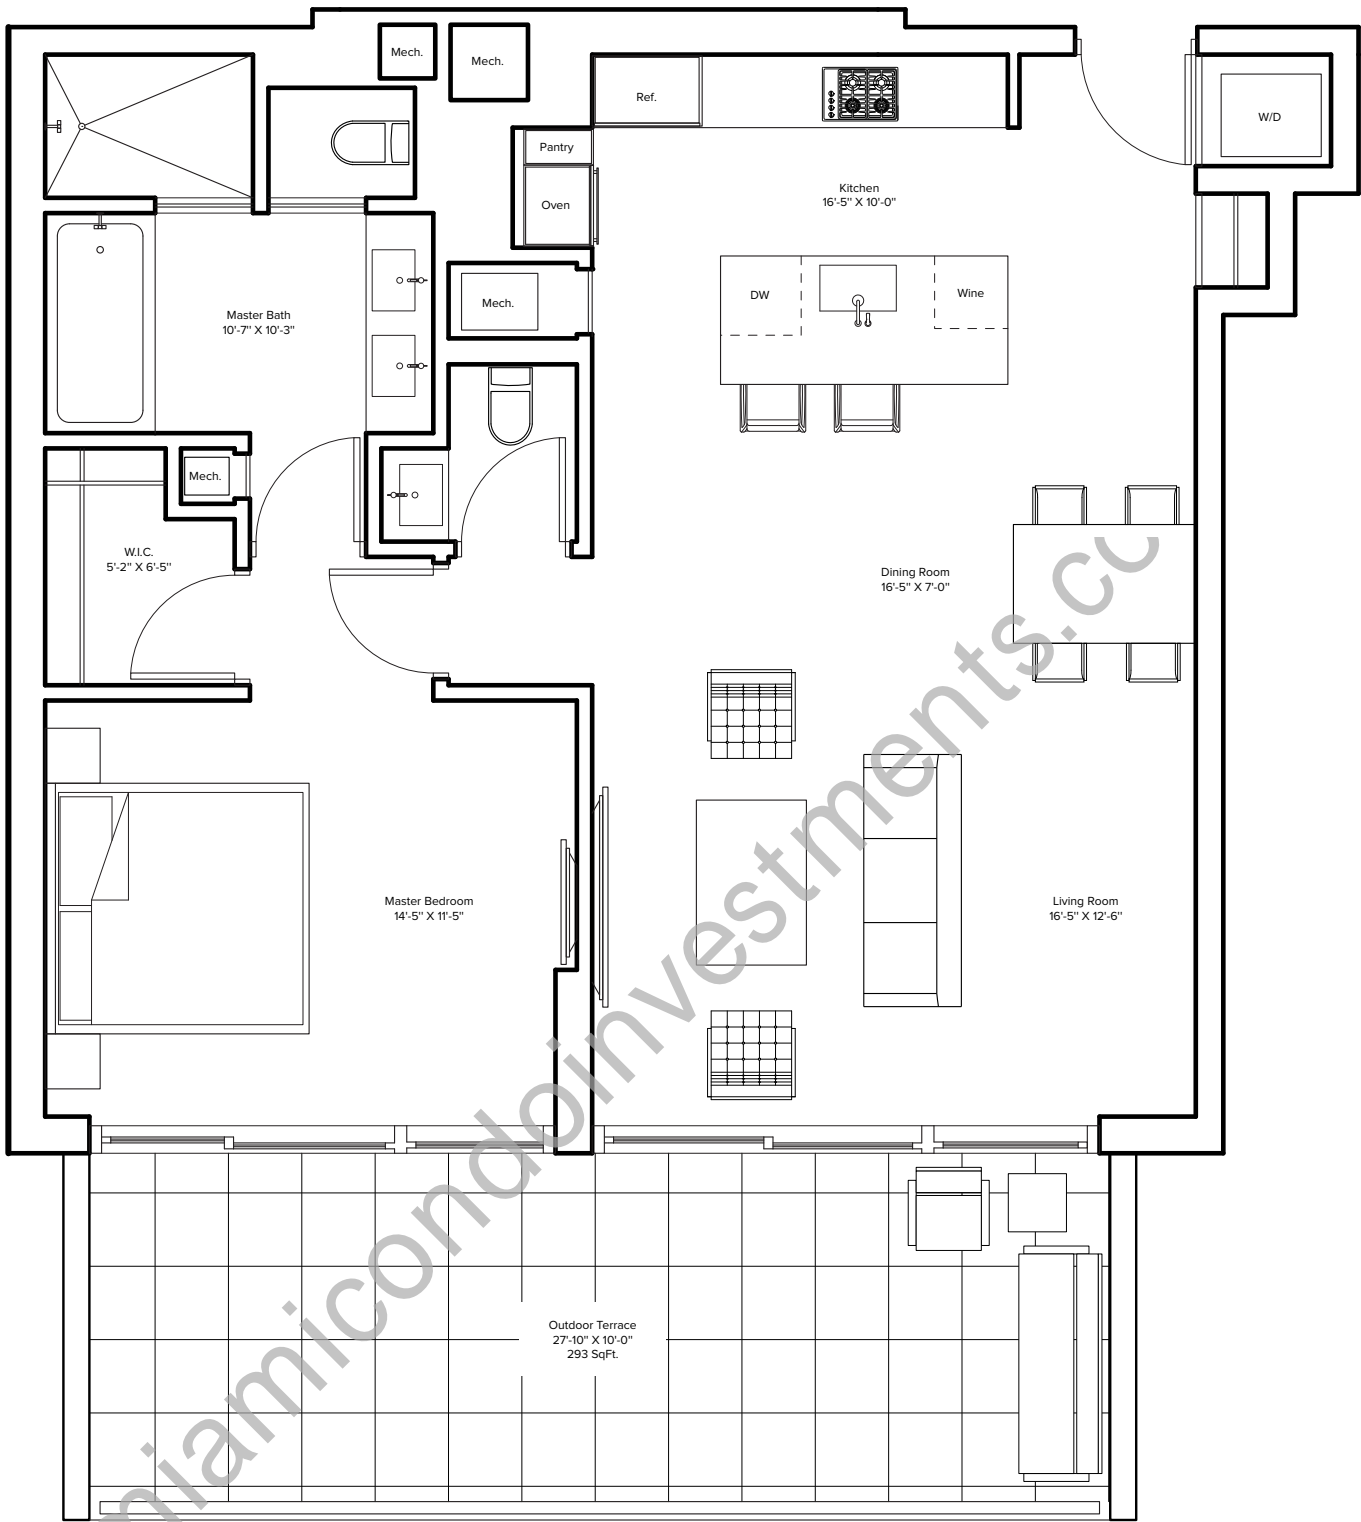 Mech.
Mech.
Ref.
W/D
Pantry
Oven
Kitchen
16'-5" X 10'-0"
DW
Wine
Mech.
Master Bath
10'-7" X 10'-3"
Mech.
W.I.C.
5'-2" X 6'-5"
Dining Room
16'-5" X 7'-0"
Master Bedroom
14'-5" X 11'-5"
Living Room
16'-5" X 12'-6"
Outdoor Terrace
27'-10" X 10'-0"
293 SqFt.
miamicondoinvestments.co